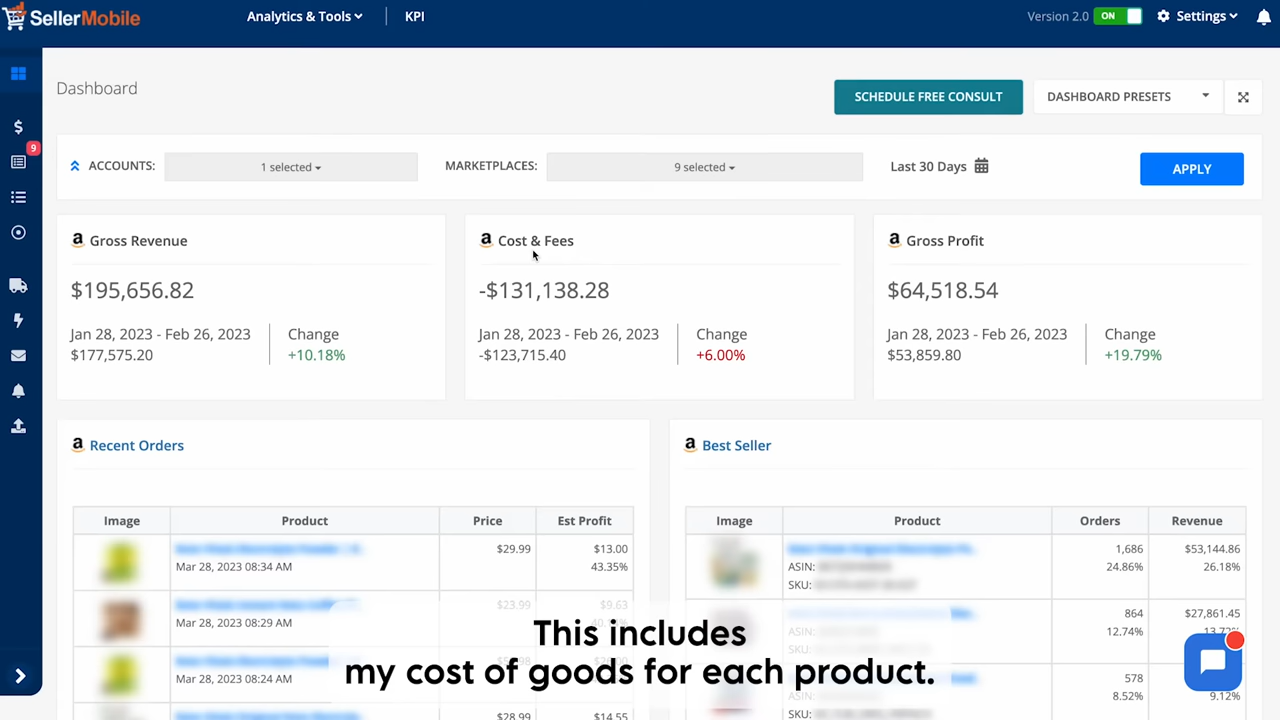 SellerMobile
Analytics & Tools
KPI
Version 2.0
ON
Settings
Dashboard
SCHEDULE FREE CONSULT
DASHBOARD PRESETS
9
ACCOUNTS:
1 selected
MARKETPLACES:
9 selected
Last 30 Days
APPLY
a Gross Revenue
$195,656.82
Jan 28, 2023 - Feb 26, 2023
$177,575.20
Change
+10.18%
a Cost & Fees
-$131,138.28
Jan 28, 2023 - Feb 26, 2023
-$123,715.40
Change
+6.00%
a Gross Profit
$64,518.54
Jan 28, 2023 - Feb 26, 2023
$53,859.80
Change
+19.79%
a Recent Orders
Image Product Price Est Profit
$29.99 $13.00
Mar 28, 2023 08:34 AM 43.35%
$23.99 $9.63
Mar 28, 2023 08:29 AM
Mar 28, 2023 08:24 AM
$28.99 $14.55
a Best Seller
Image Product Orders Revenue
1,686 $53,144.86
ASIN: 24.86% 26.18%
SKU:
864 $27,861.45
ASIN: 12.74% 13.72%
SKU:
578
8.52% 9.12%
SKU:
This includes
my cost of goods for each product.